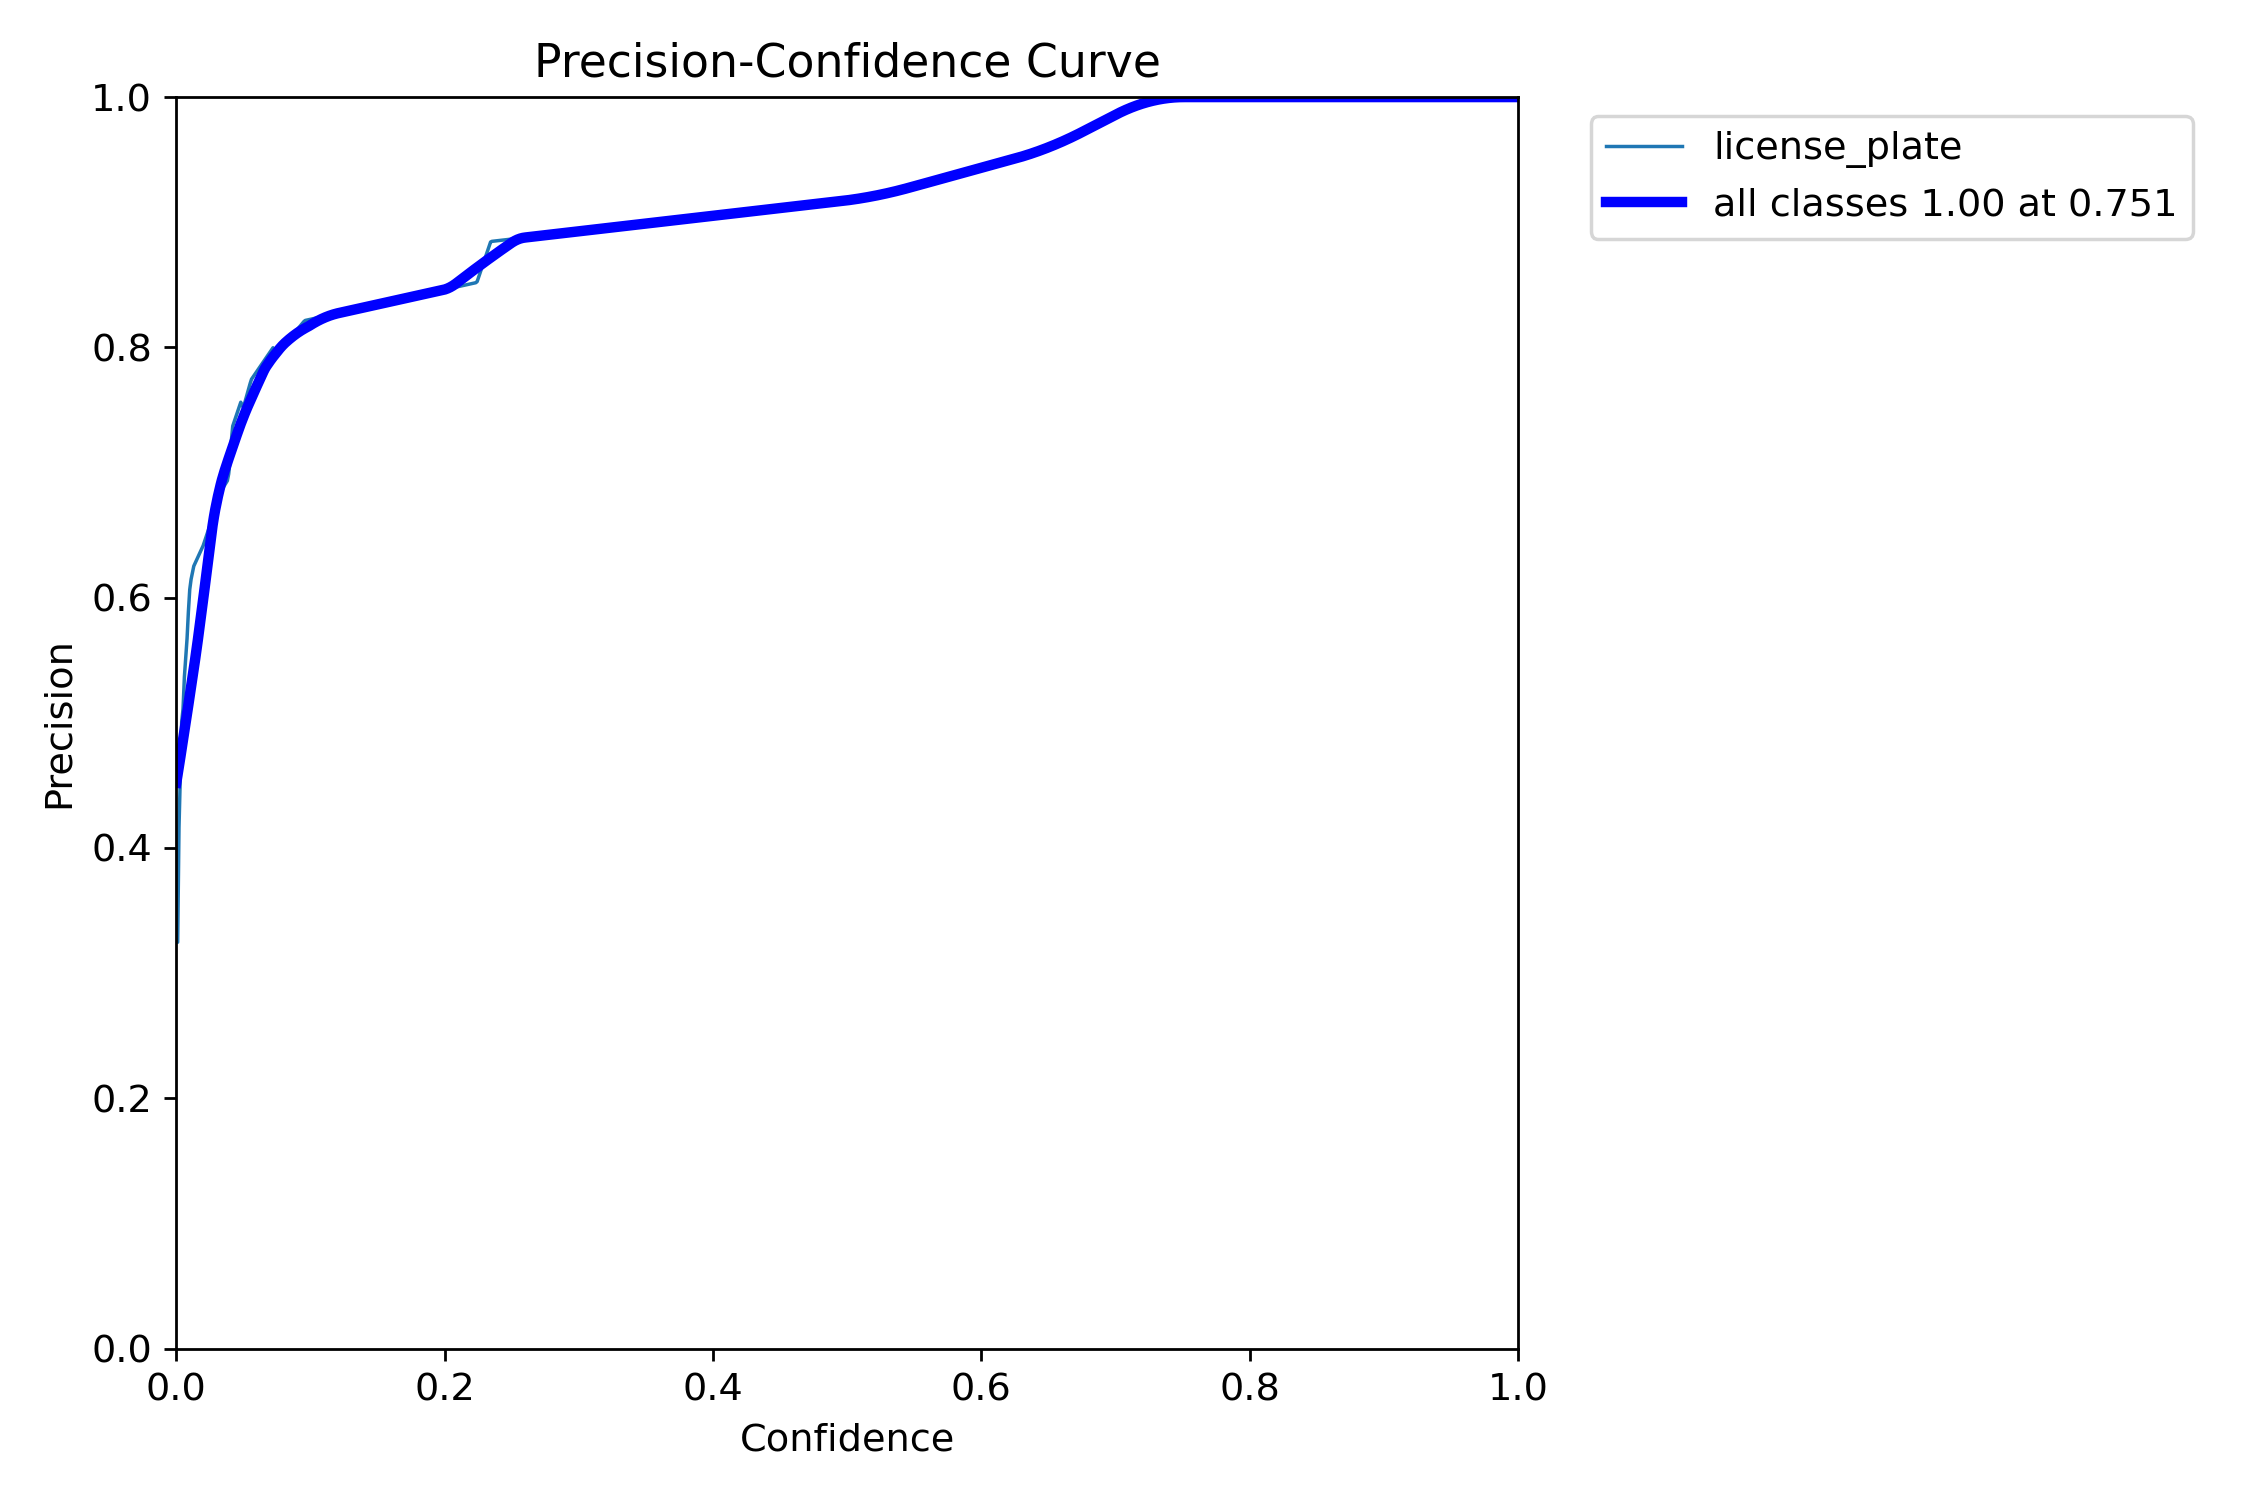 Precision-Confidence Curve
1.0
0.8
0.6
0.4
0.2
0.0
Precision
0.0 0.2 0.4 0.6 0.8 1.0
Confidence
license_plate
all classes 1.00 at 0.751